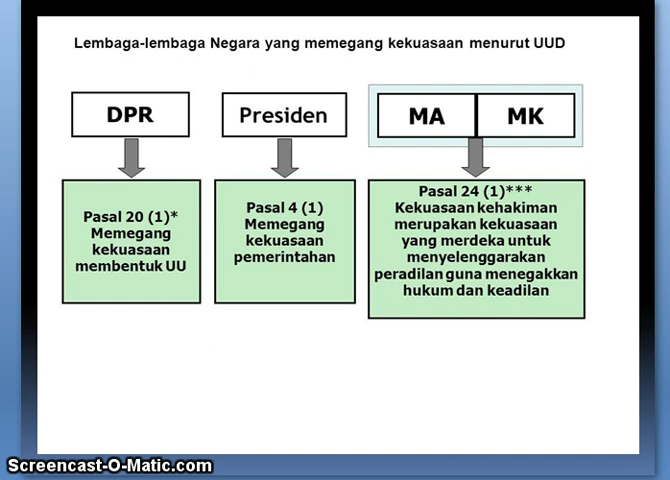 Lembaga-lembaga Negara yang memegang kekuasaan menurut UUD
DPR
Presiden
MA
MK
Pasal 20 (1)*
Memegang
kekuasaan
membentuk UU
Pasal 4 (1)
Memegang
kekuasaan
pemerintahan
Pasal 24 (1)***
Kekuasaan kehakiman
merupakan kekuasaan
yang merdeka untuk
menyelenggarakan
peradilan guna menegakkan
hukum dan keadilan
Screencast-O-Matic.com